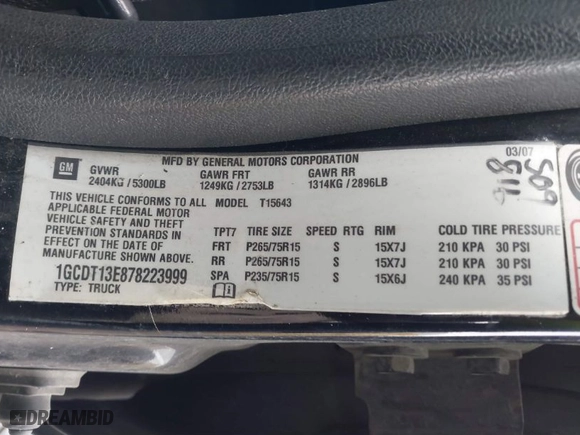 MFD BY GENERAL MOTORS CORPORATION
03/07
GM
GVWR GAWR FRT GAWR RR
2404KG / 5300LB 1249KG / 2753LB 1314KG / 2896LB
THIS VEHICLE CONFORMS TO ALL MODEL T15643
APPLICABLE FEDERAL MOTOR
VEHICLE SAFETY AND THEFT
PREVENTION STANDARDS
IN EFFECT ON THE DATE OF
MANUFACTURE SHOWN ABOVE.
1GCDT13E878223999
TYPE: TRUCK
TPT7 TIRE SIZE SPEED RTG RIM COLD TIRE PRESSURE
FRT P265/75R15 S 15X7J 210 KPA 30 PSI
RR P265/75R15 S 15X7J 210 KPA 30 PSI
SPA P235/75R15 S 15X6J 240 KPA 35 PSI
DREAMBID